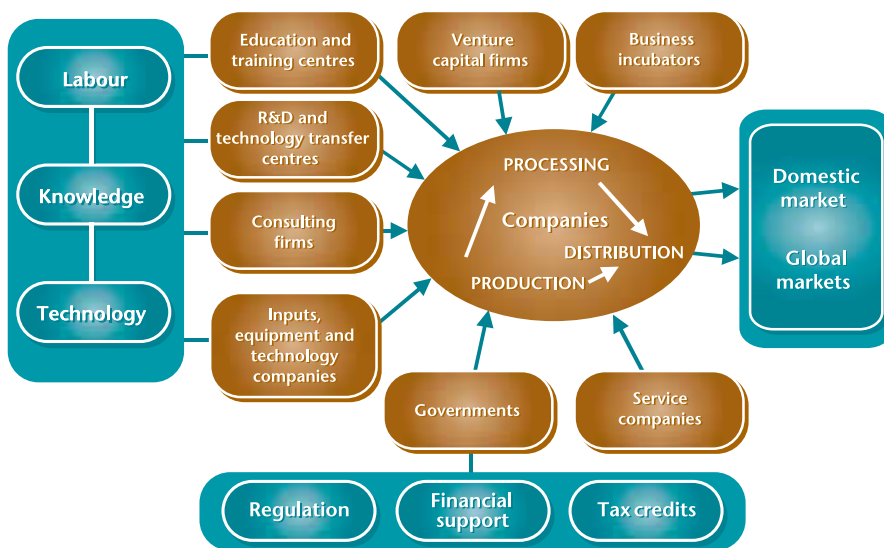 Labour
Knowledge
Technology
Education and
training centres
R&D and
technology transfer
centres
Consulting
firms
Inputs,
equipment and
technology
companies
Venture
capital firms
Business
incubators
PROCESSING
Companies
DISTRIBUTION
PRODUCTION
Domestic
market
Global
markets
Governments
Service
companies
Regulation
Financial
support
Tax credits